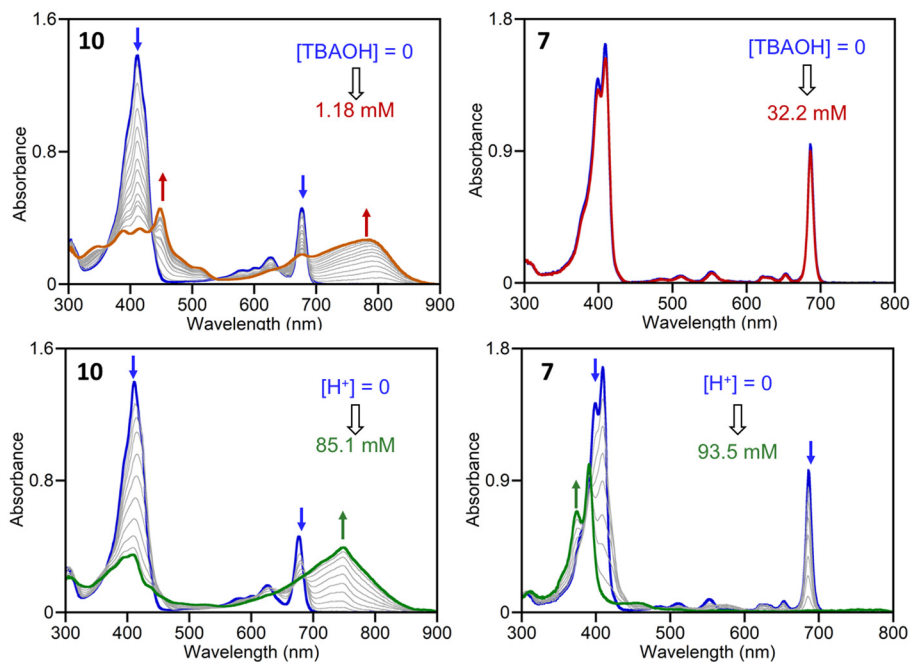 10
[TBAOH] = 0
1.18 mM
1.6
0.8
0
Absorbance
300 400 500 600 700 800 900
Wavelength (nm)
7
[TBAOH] = 0
32.2 mM
1.8
0.9
0
Absorbance
300 400 500 600 700 800
Wavelength (nm)
10
[H⁺] = 0
85.1 mM
1.6
0.8
0
Absorbance
300 400 500 600 700 800 900
Wavelength (nm)
7
[H⁺] = 0
93.5 mM
1.8
0.9
0
Absorbance
300 400 500 600 700 800
Wavelength (nm)